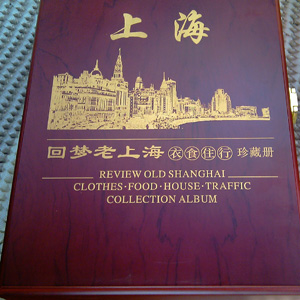 上海
回梦老上海衣食住行珍藏册
REVIEW OLD SHANGHAI
CLOTHES·FOOD·HOUSE·TRAFFIC
COLLECTION ALBUM